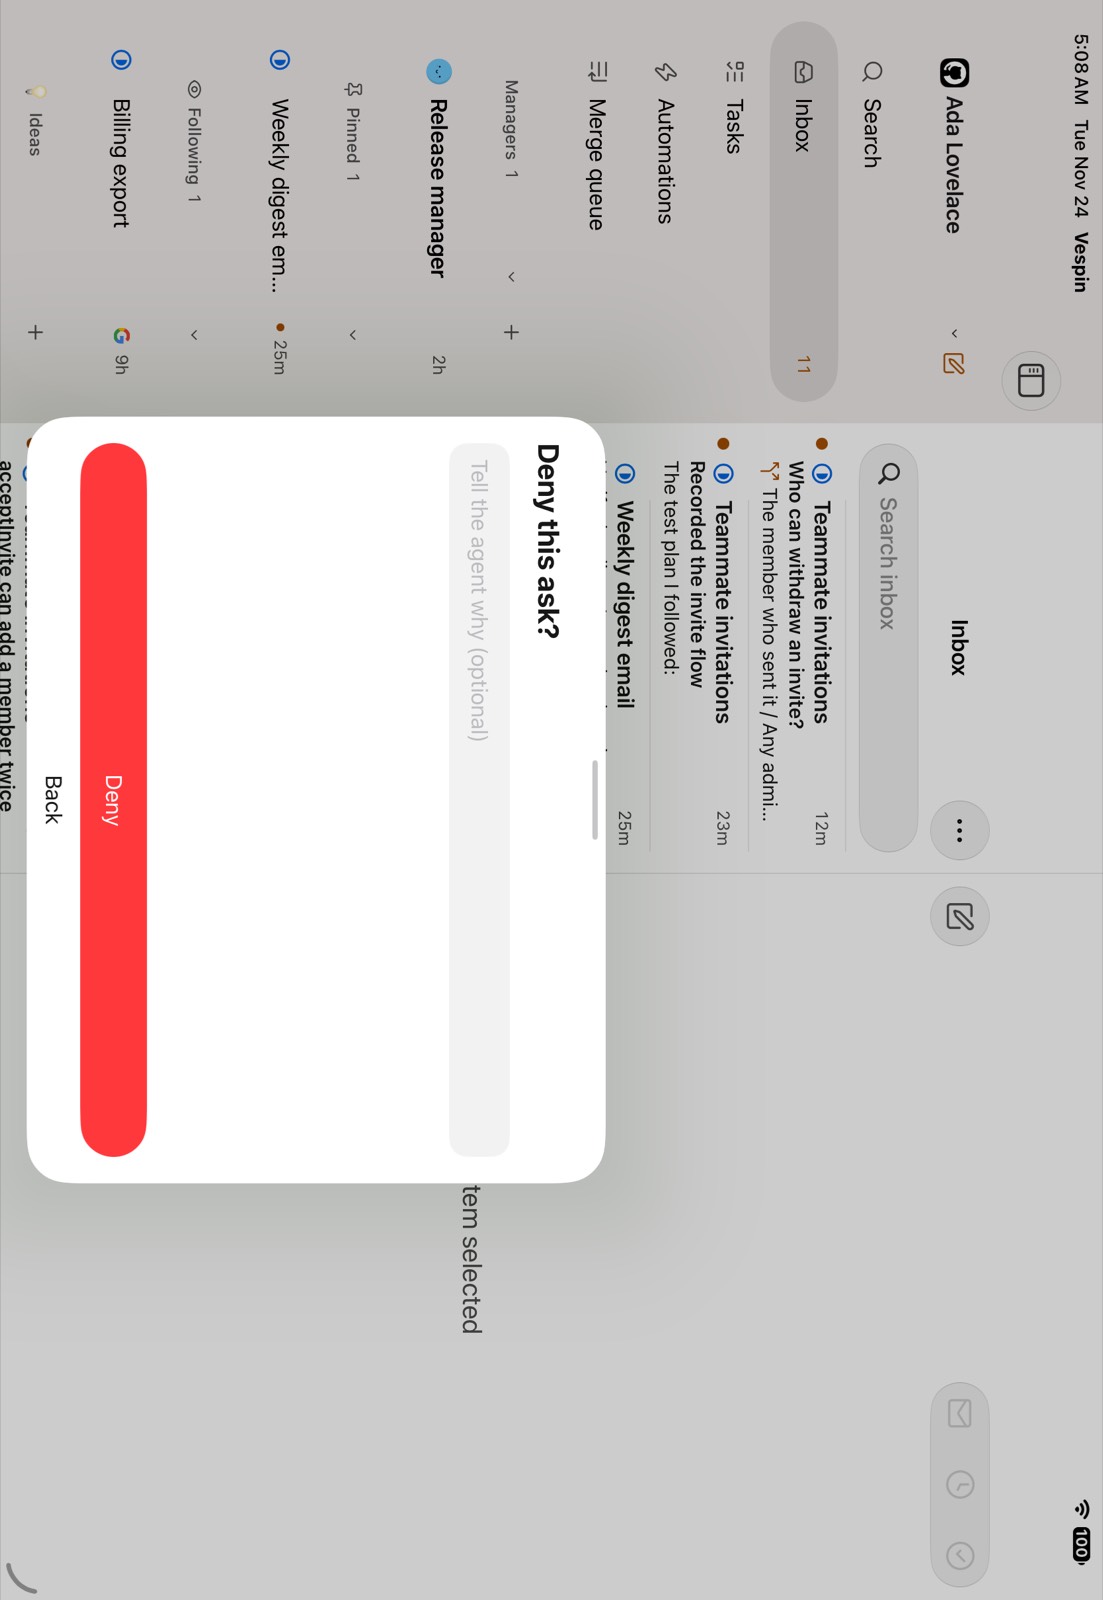 5:08 AM Tue Nov 24 Vespin
100
Ada Lovelace
Search
Inbox 11
Tasks
Automations
Merge queue
Managers 1
Release manager 2h
Pinned 1
Weekly digest em... 25m
Following 1
Billing export 9h
Ideas
Inbox
Search inbox
Teammate invitations 12m
Who can withdraw an invite?
The member who sent it / Any admi...
Teammate invitations 23m
Recorded the invite flow
The test plan I followed:
Weekly digest email 25m
tem selected
Deny this ask?
Tell the agent why (optional)
Deny
Back
acceptInvite can add a member twice